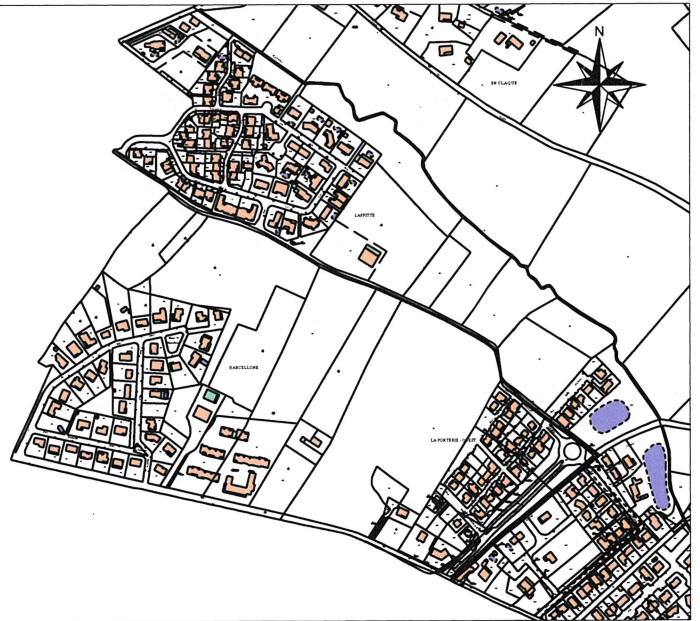 N
EN CLAQUE
LAFFITTE
BARCELLONE
LA PORTERIE - OUEST